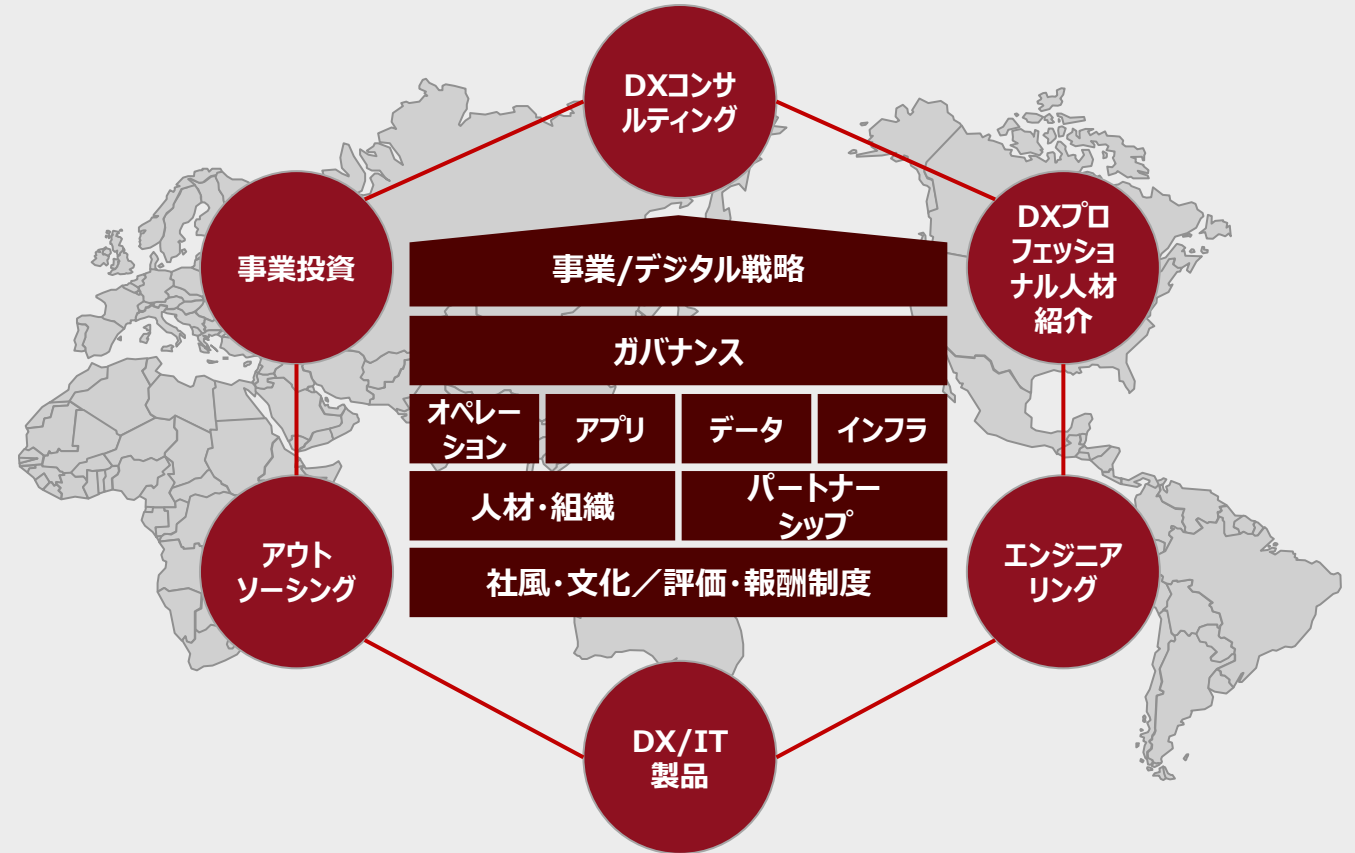 DXコンサ
ルティング
事業投資
DXプロ
フェッショ
ナル人材
紹介
事業/デジタル戦略
ガバナンス
オペレー
ション
アプリ
データ
インフラ
人材・組織
パートナー
シップ
社風・文化／評価・報酬制度
アウト
ソーシング
エンジニア
リング
DX/IT
製品